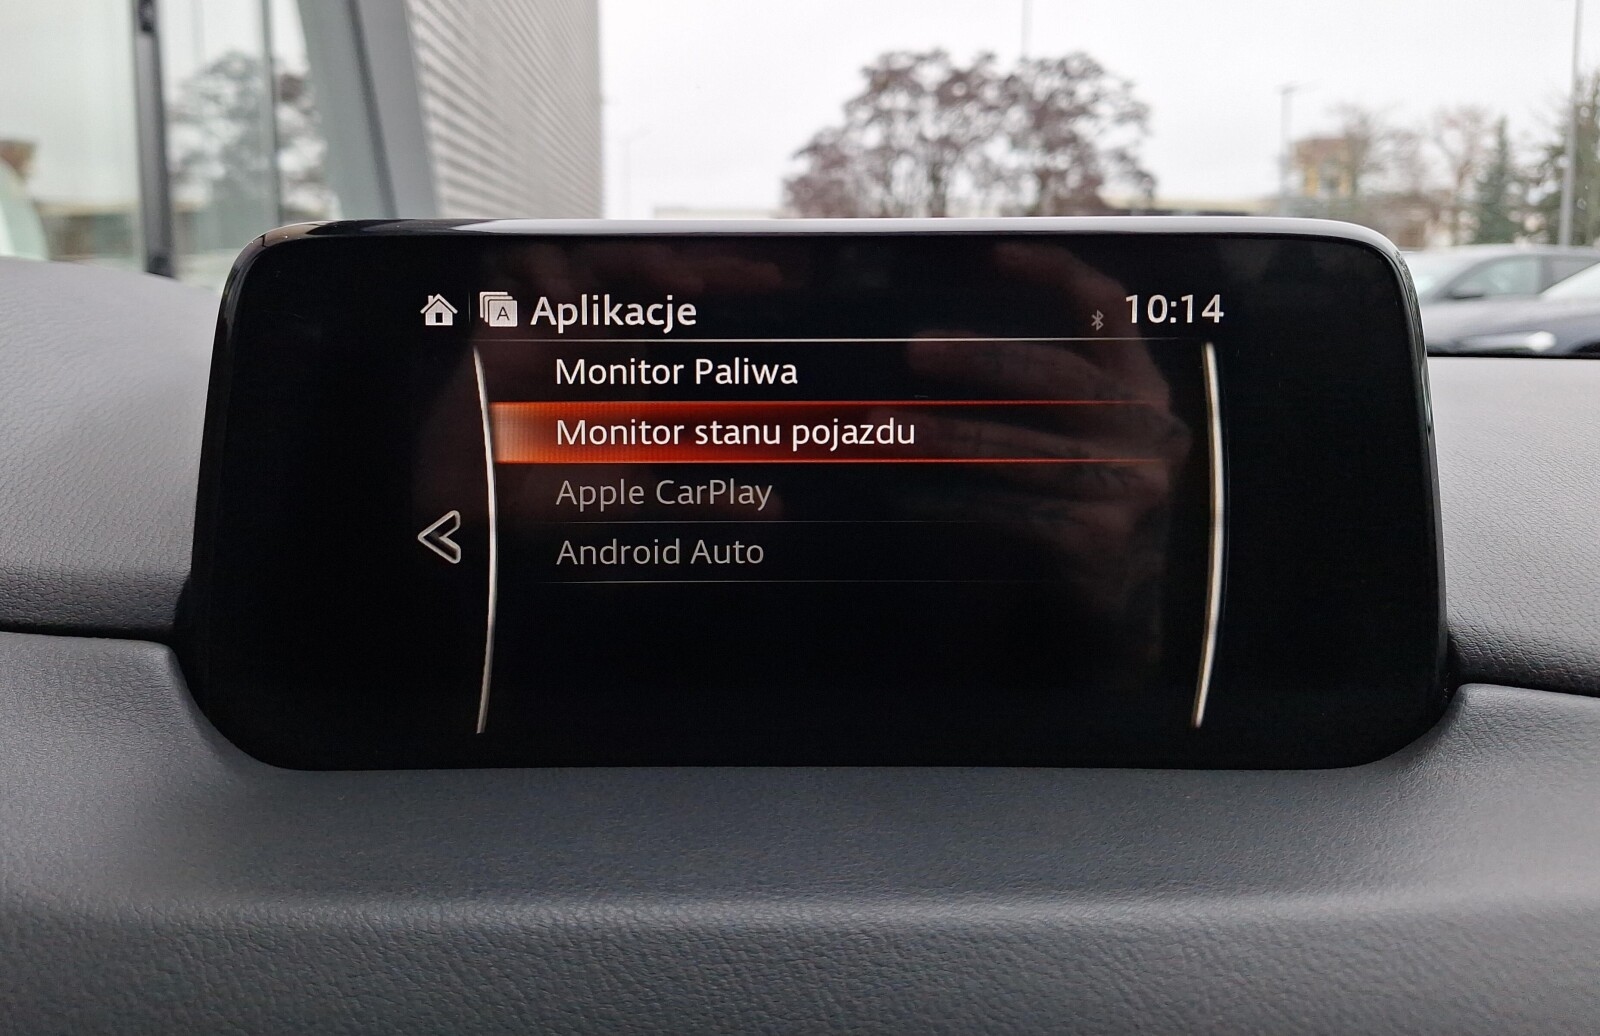 A Aplikacje 10:14
Monitor Paliwa
Monitor stanu pojazdu
Apple CarPlay
Android Auto